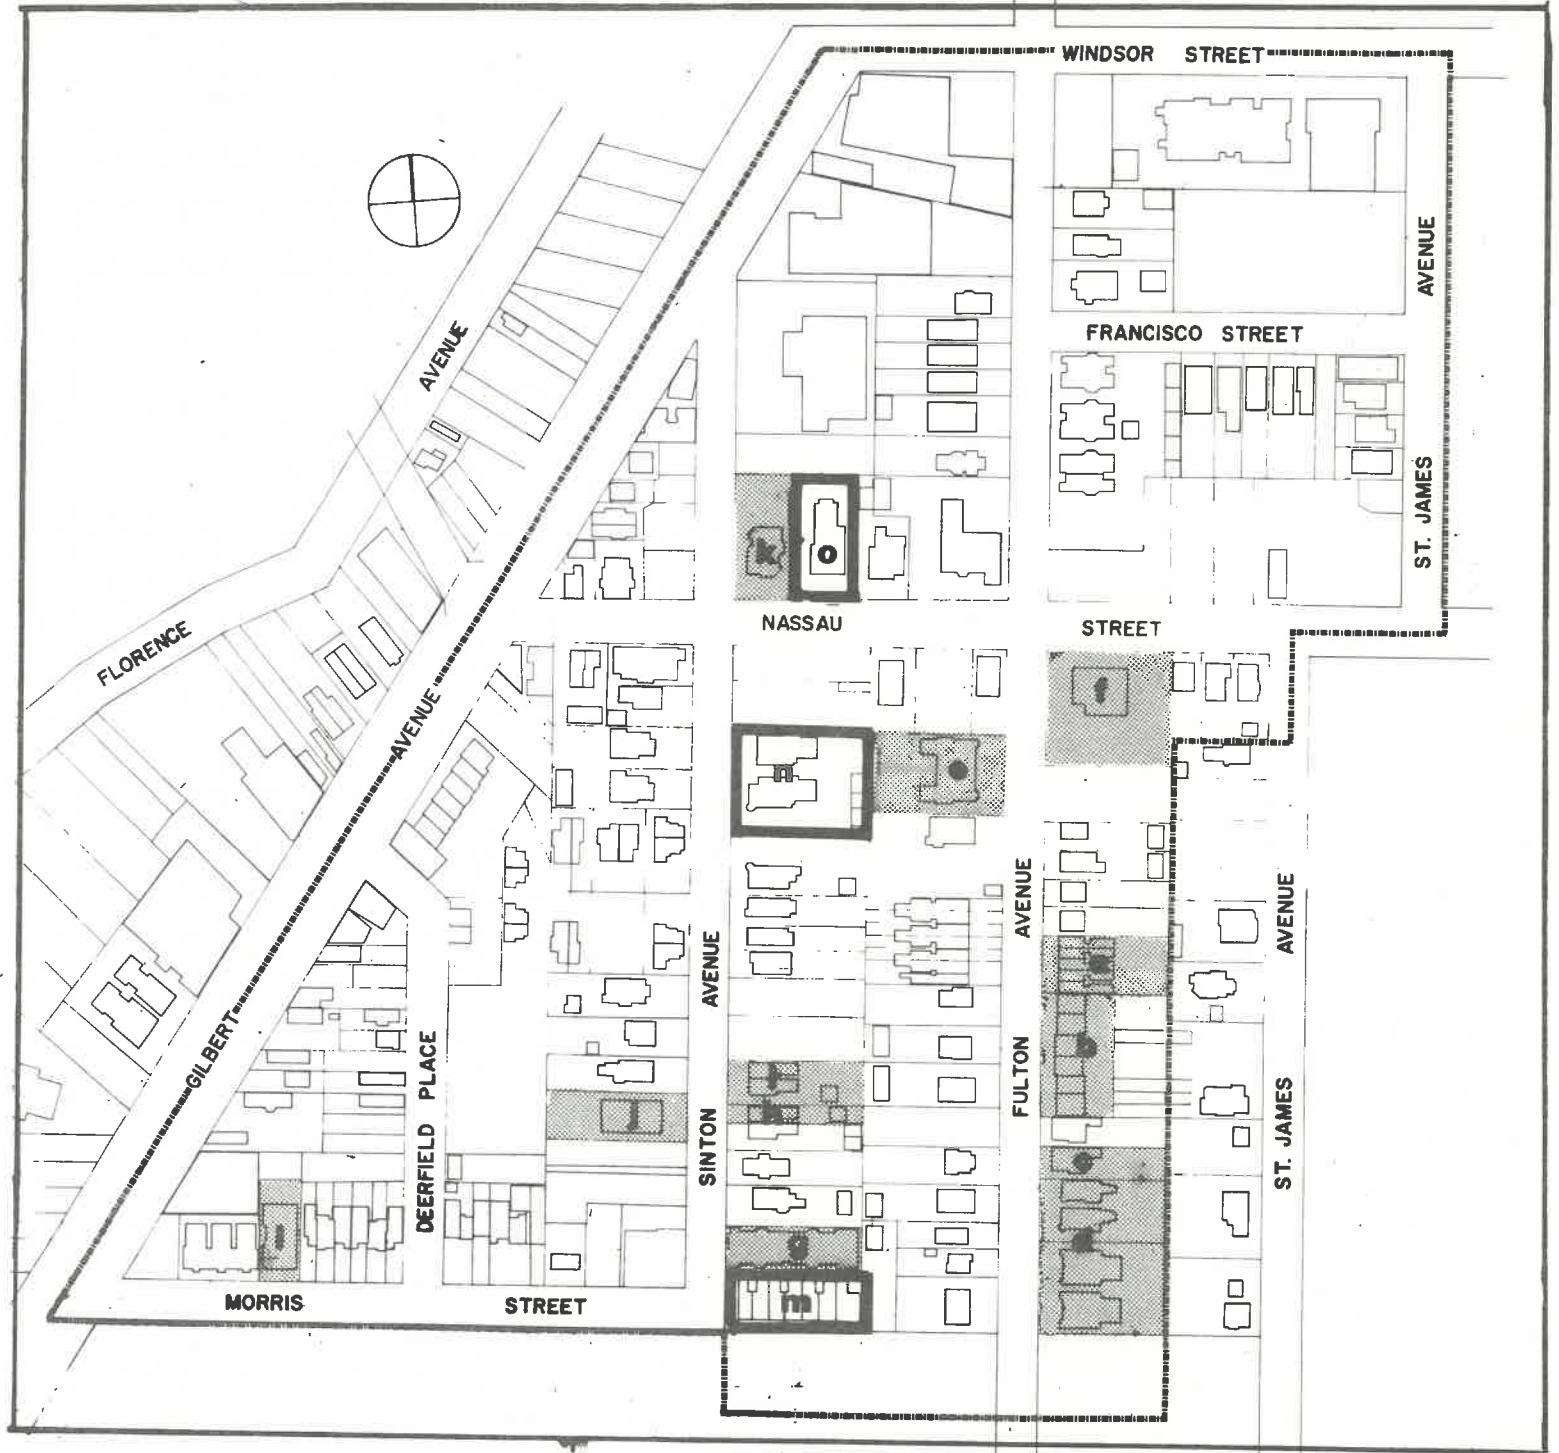 WINDSOR STREET
AVENUE
FRANCISCO STREET
AVENUE
ST. JAMES
k
o
NASSAU
STREET
FLORENCE
AVENUE
n
AVENUE
AVENUE
AVENUE
GILBERT
DEERFIELD PLACE
FULTON
b
SINTON
ST. JAMES
m
MORRIS
STREET